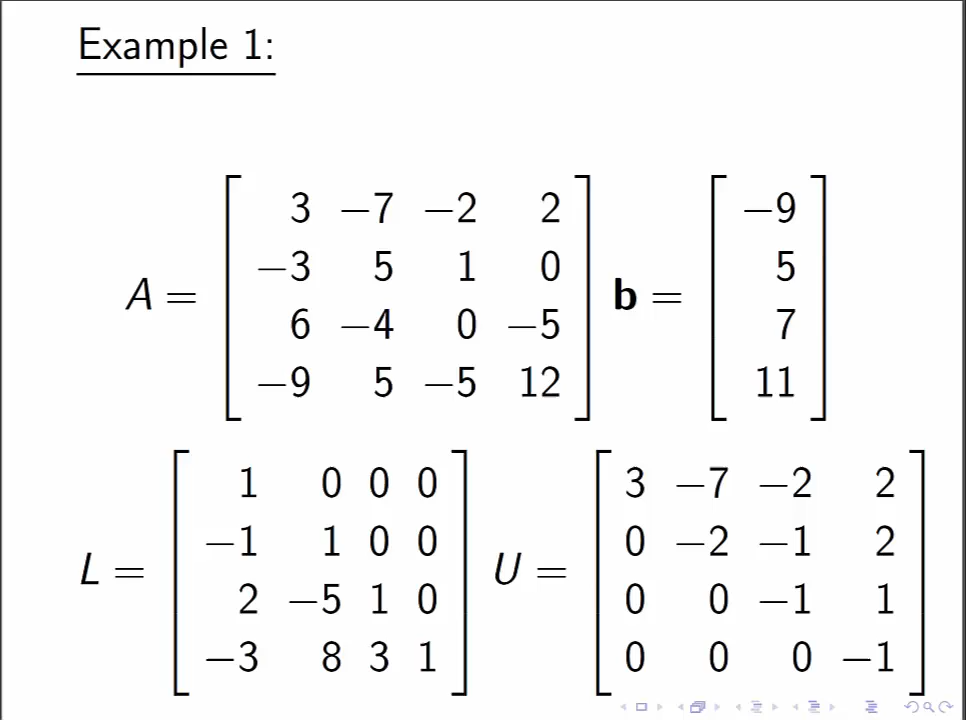 Example 1:
A = [ 3 −7 −2 2
−3 5 1 0
6 −4 0 −5
−9 5 −5 12 ] b = [ −9
5
7
11 ]
L = [ 1 0 0 0
−1 1 0 0
2 −5 1 0
−3 8 3 1 ] U = [ 3 −7 −2 2
0 −2 −1 2
0 0 −1 1
0 0 0 −1 ]